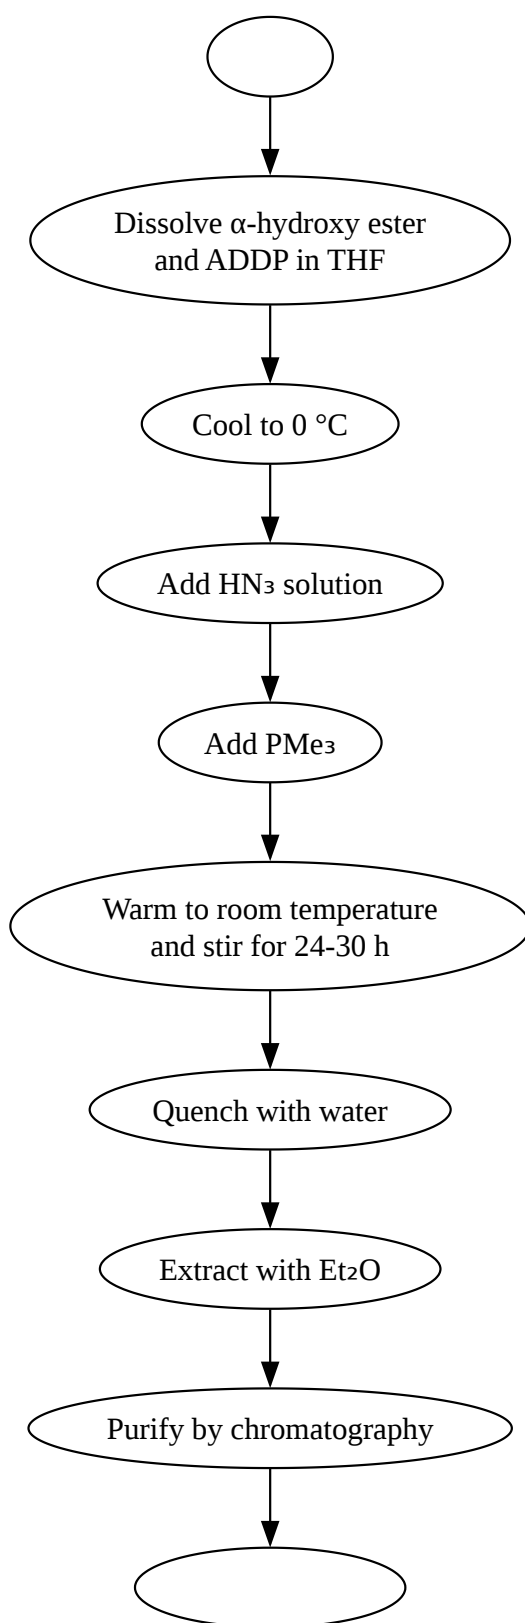 Dissolve α-hydroxy ester
and ADDP in THF
Cool to 0 °C
Add HN₃ solution
Add PMe₃
Warm to room temperature
and stir for 24-30 h
Quench with water
Extract with Et₂O
Purify by chromatography